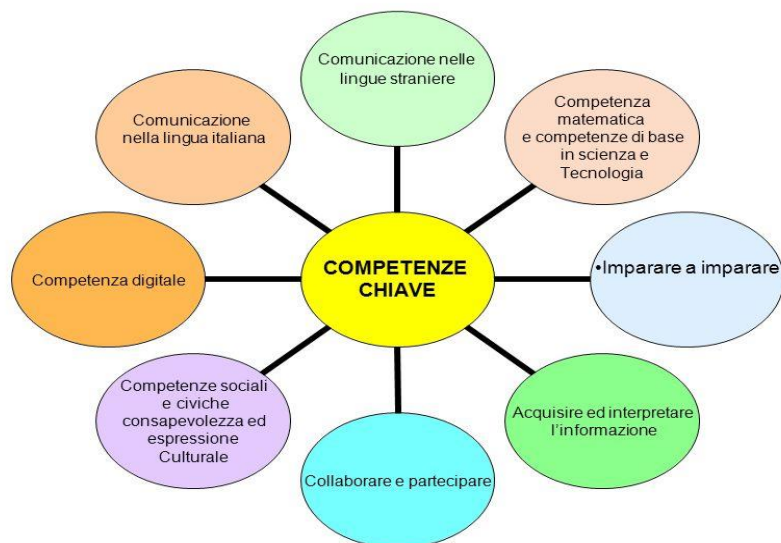 Comunicazione nelle
lingue straniere
Comunicazione
nella lingua italiana
Competenza
matematica
e competenze di base
in scienza e
Tecnologia
Competenza digitale
COMPETENZE
CHIAVE
•Imparare a imparare
Competenze sociali
e civiche
consapevolezza ed
espressione
Culturale
Acquisire ed interpretare
l'informazione
Collaborare e partecipare